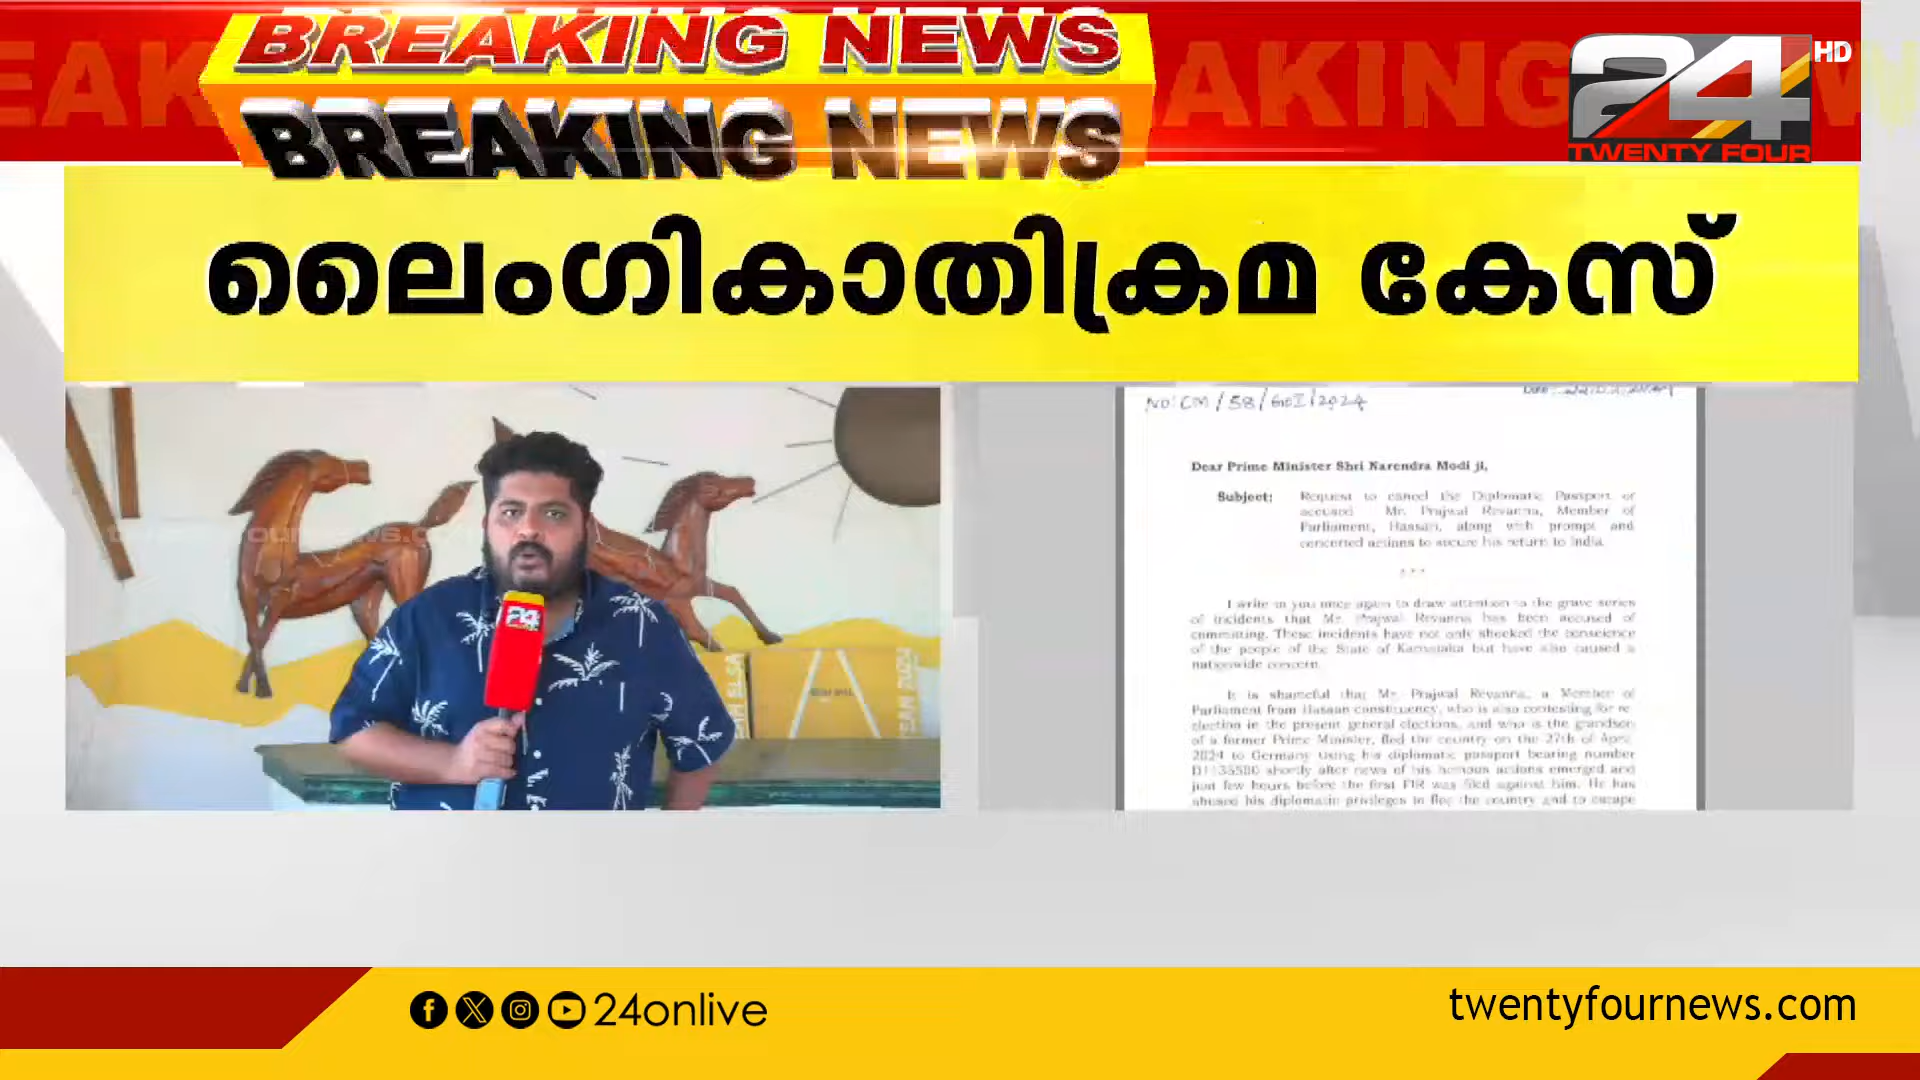 BREAKING NEWS
BREAKING NEWS
24
HD
TWENTY FOUR
ലൈംഗികാതിക്രമ കേസ്
NO: CM / 58 / GOI / 2024
Dear Prime Minister Shri Narendra Modi ji,
Subject: Request to cancel the Diplomatic Passport of
accused Mr. Prajwal Revanna, Member of
Parliament, Hassan, along with prompt and
concerted actions to secure his return to India.
***
I write to you once again to draw attention to the grave series
of incidents that Mr. Prajwal Revanna has been accused of
committing. These incidents have not only shocked the conscience
of the people of the State of Karnataka but have also caused a
nationwide concern.
It is shameful that Mr. Prajwal Revanna, a Member of
Parliament from Hassan constituency, who is also contesting for re-
election in the present general elections, and who is the grandson
of a former Prime Minister, fled the country on the 27th of April
2024 to Germany using his diplomatic passport bearing number
shortly after news of his heinous actions emerged and
just few hours before the first FIR was filed against him. He has
abused his diplomatic privileges to flee the country and to escape
24
24onlive
twentyfournews.com